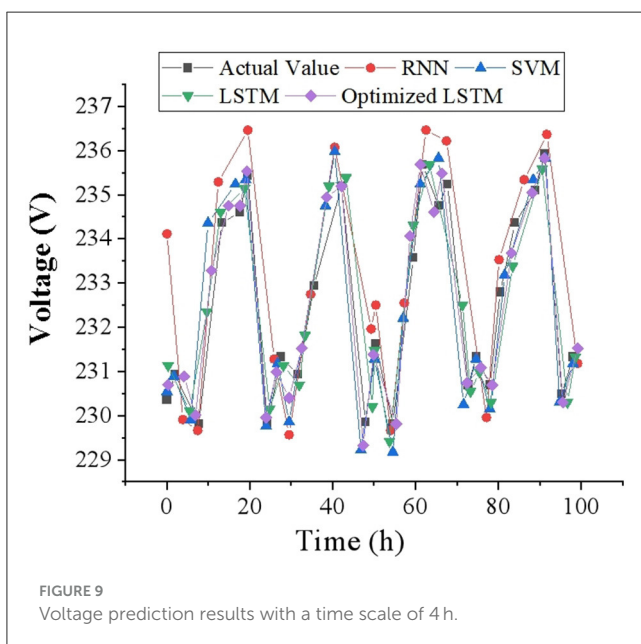 Actual Value RNN SVM
LSTM Optimized LSTM
237
236
235
234
233
232
231
230
229
Voltage (V)
0 20 40 60 80 100
Time (h)
FIGURE 9
Voltage prediction results with a time scale of 4 h.